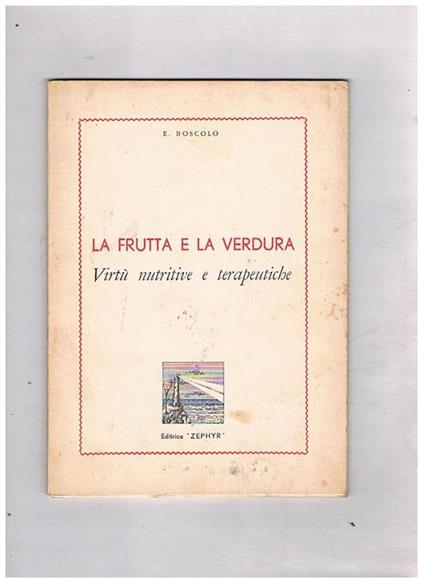 E. BOSCOLO
LA FRUTTA E LA VERDURA
Virtù nutritive e terapeutiche
Editrice "ZEPHYR"